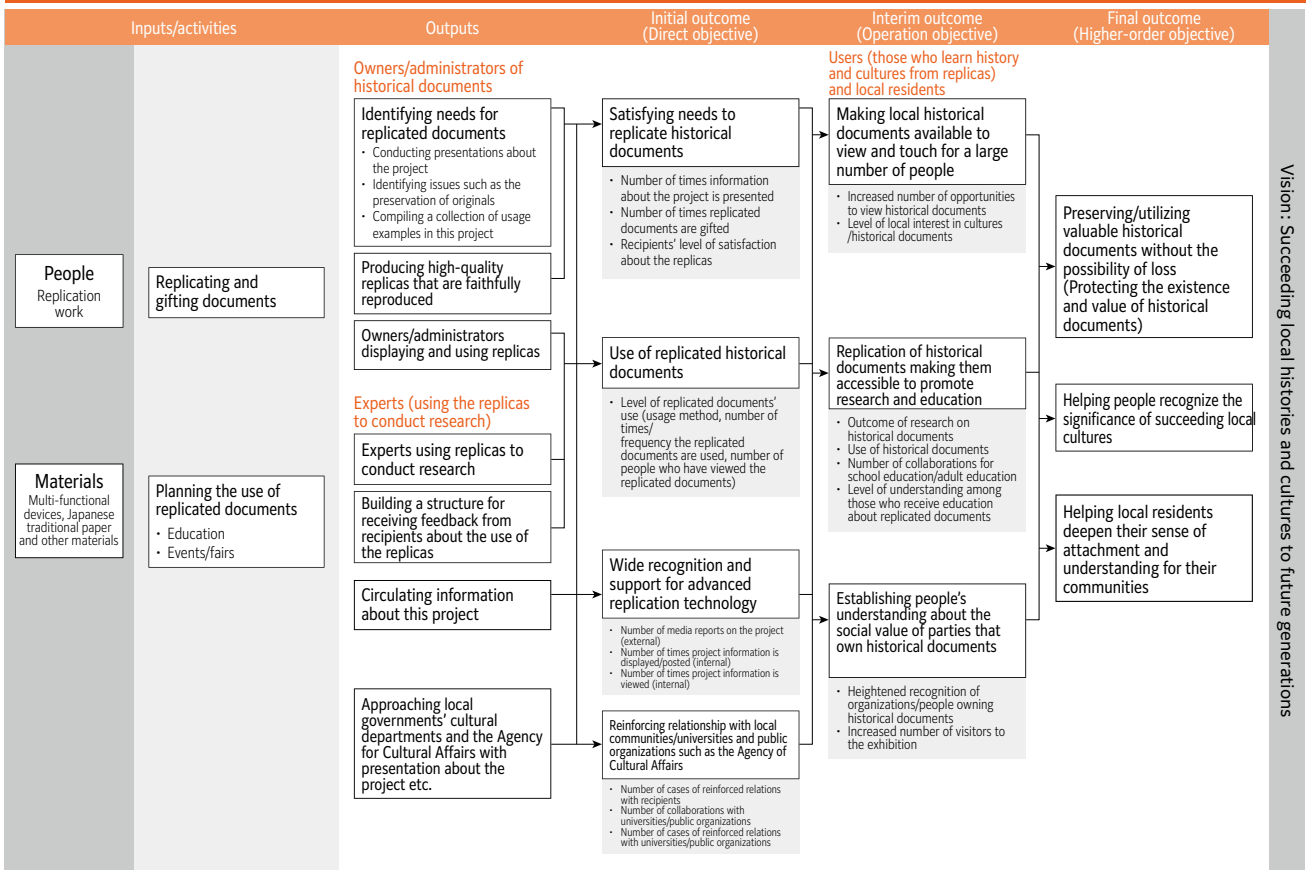 Inputs/activities
Outputs
Initial outcome
(Direct objective)
Interim outcome
(Operation objective)
Final outcome
(Higher-order objective)
People
Replication
work
Materials
Multi-functional
devices, Japanese
traditional paper
and other materials
Replicating and
gifting documents
Planning the use of
replicated documents
・ Education
・ Events/fairs
Owners/administrators of
historical documents
Identifying needs for
replicated documents
・ Conducting presentations about
the project
・ Identifying issues such as the
preservation of originals
・ Compiling a collection of usage
examples in this project
Producing high-quality
replicas that are faithfully
reproduced
Owners/administrators
displaying and using replicas
Experts (using the replicas
to conduct research)
Experts using replicas to
conduct research
Building a structure for
receiving feedback from
recipients about the use of
the replicas
Circulating information
about this project
Approaching local
governments' cultural
departments and the Agency
for Cultural Affairs with
presentation about the
project etc.
Satisfying needs to
replicate historical
documents
・ Number of times information
about the project is presented
・ Number of times replicated
documents are gifted
・ Recipients' level of satisfaction
about the replicas
Use of replicated historical
documents
・ Level of replicated documents'
use (usage method, number of
times/
frequency the replicated
documents are used, number of
people who have viewed the
replicated documents)
Wide recognition and
support for advanced
replication technology
・ Number of media reports on the project
(external)
・ Number of times project information is
displayed/posted (internal)
・ Number of times project information is
viewed (internal)
Reinforcing relationship with local
communities/universities and public
organizations such as the Agency of
Cultural Affairs
・ Number of cases of reinforced relations
with recipients
・ Number of collaborations with
universities/public organizations
・ Number of cases of reinforced relations
with universities/public organizations
Users (those who learn history
and cultures from replicas)
and local residents
Making local historical
documents available to
view and touch for a large
number of people
・ Increased number of opportunities
to view historical documents
・ Level of local interest in cultures
/historical documents
Replication of historical
documents making them
accessible to promote
research and education
・ Outcome of research on
historical documents
・ Use of historical documents
・ Number of collaborations for
school education/adult education
・ Level of understanding among
those who receive education
about replicated documents
Establishing people's
understanding about the
social value of parties that
own historical documents
・ Heightened recognition of
organizations/people owning
historical documents
・ Increased number of visitors to
the exhibition
Preserving/utilizing
valuable historical
documents without the
possibility of loss
(Protecting the existence
and value of historical
documents)
Helping people recognize the
significance of succeeding local
cultures
Helping local residents
deepen their sense of
attachment and
understanding for their
communities
Vision: Succeeding local histories and cultures to future generations